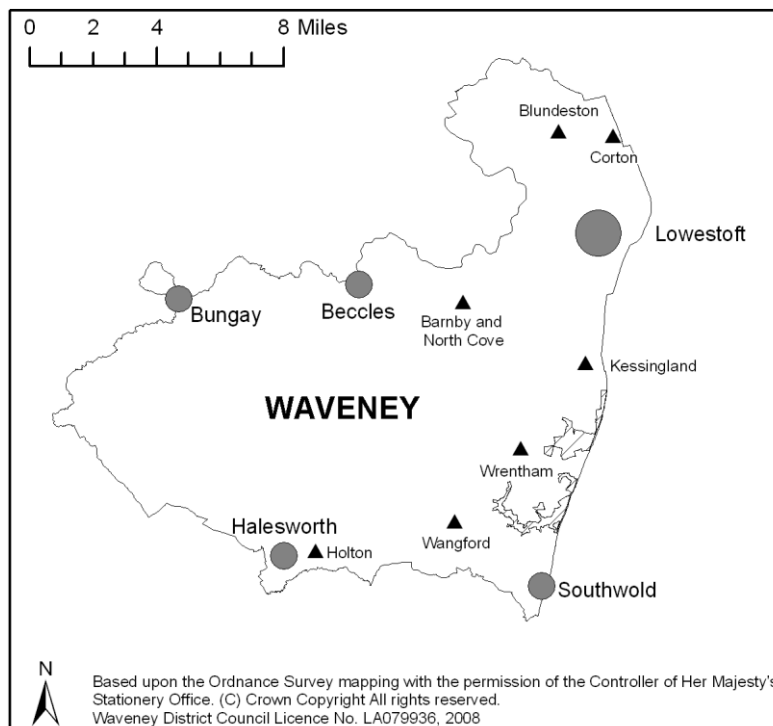 0 2 4 8 Miles
Blundeston
Corton
Lowestoft
Beccles
Bungay
Barnby and
North Cove
Kessingland
WAVENEY
Wrentham
Halesworth
Wangford
Holton
Southwold
N
Based upon the Ordnance Survey mapping with the permission of the Controller of Her Majesty's
Stationery Office. (C) Crown Copyright All rights reserved.
Waveney District Council Licence No. LA079936, 2008